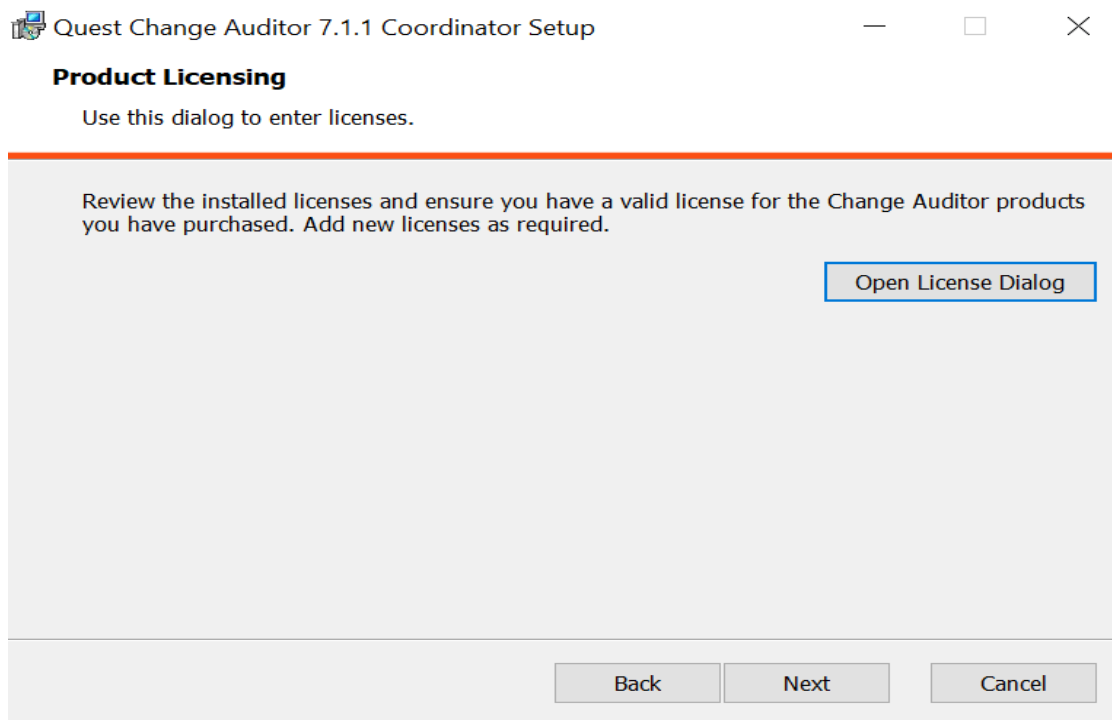 Quest Change Auditor 7.1.1 Coordinator Setup
Product Licensing
Use this dialog to enter licenses.
Review the installed licenses and ensure you have a valid license for the Change Auditor products
you have purchased. Add new licenses as required.
Open License Dialog
Back
Next
Cancel